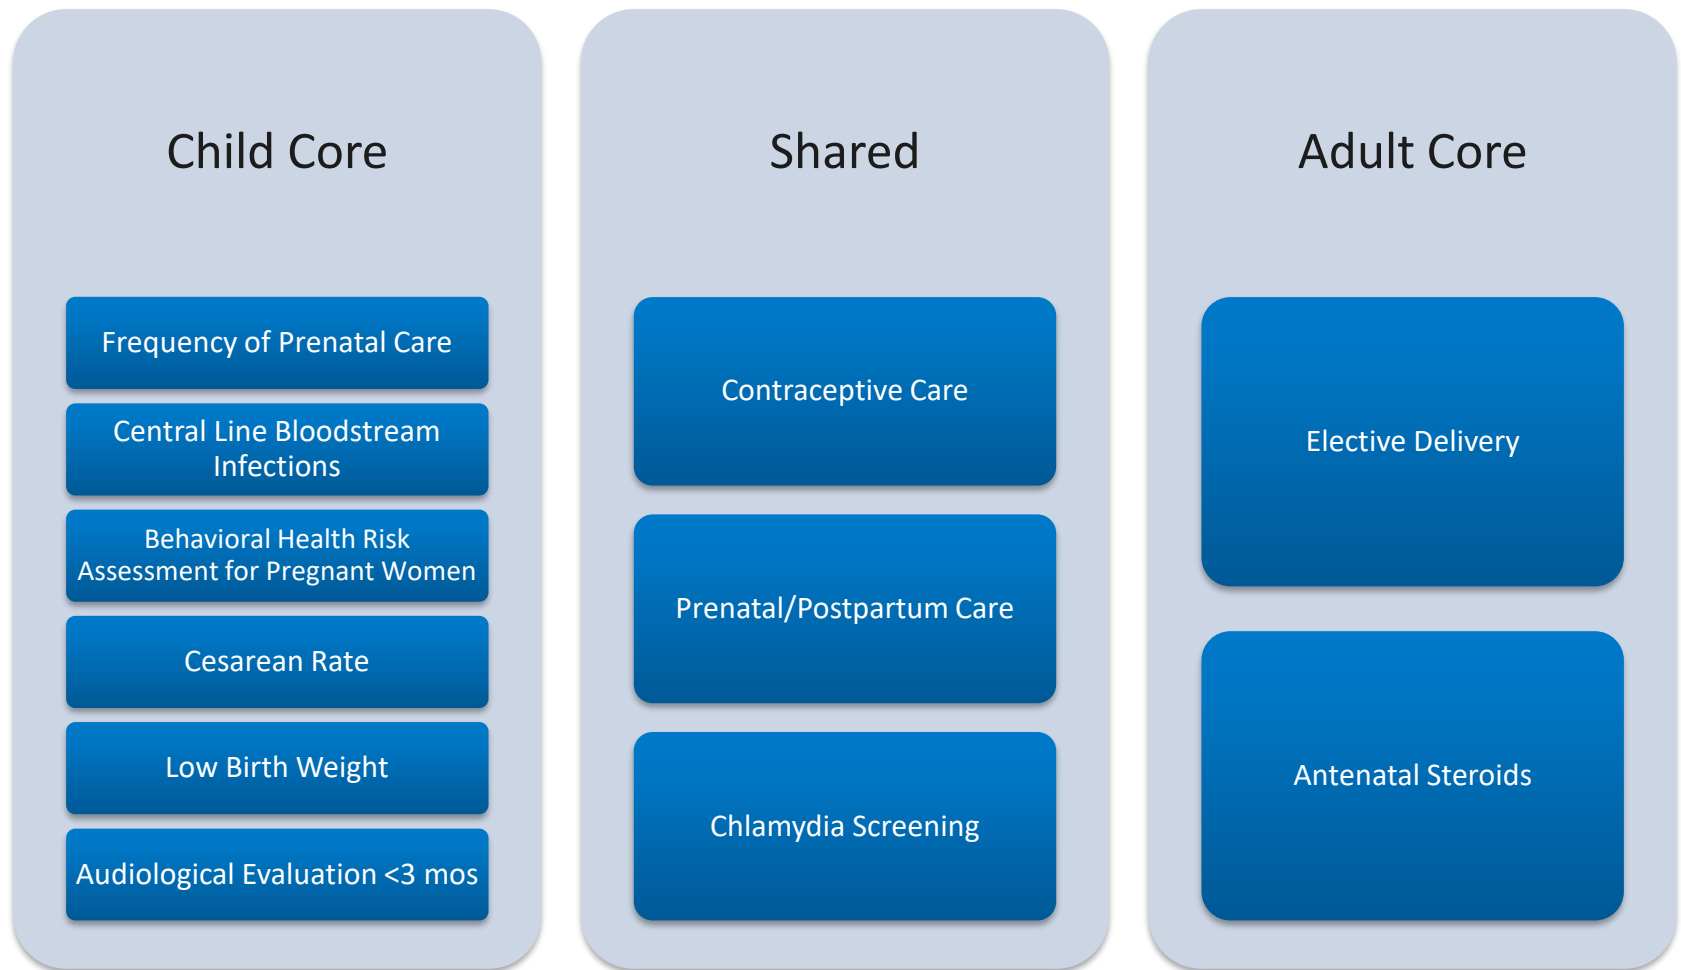 Child Core
Frequency of Prenatal Care
Central Line Bloodstream
Infections
Behavioral Health Risk
Assessment for Pregnant Women
Cesarean Rate
Low Birth Weight
Audiological Evaluation <3 mos
Shared
Contraceptive Care
Prenatal/Postpartum Care
Chlamydia Screening
Adult Core
Elective Delivery
Antenatal Steroids